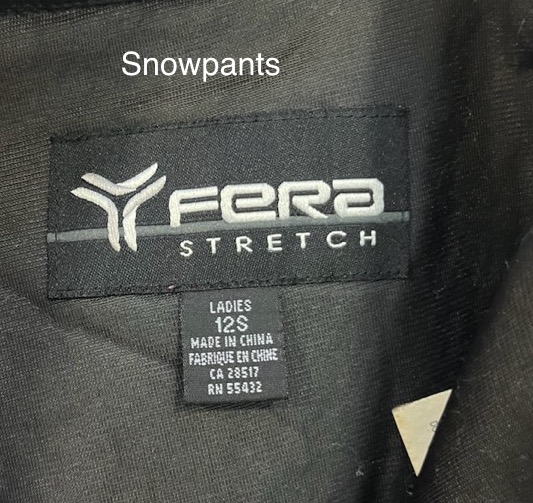 Snowpants
FERA
STRETCH
LADIES
12S
MADE IN CHINA
FABRIQUE EN CHINE
CA 28517
RN 55432